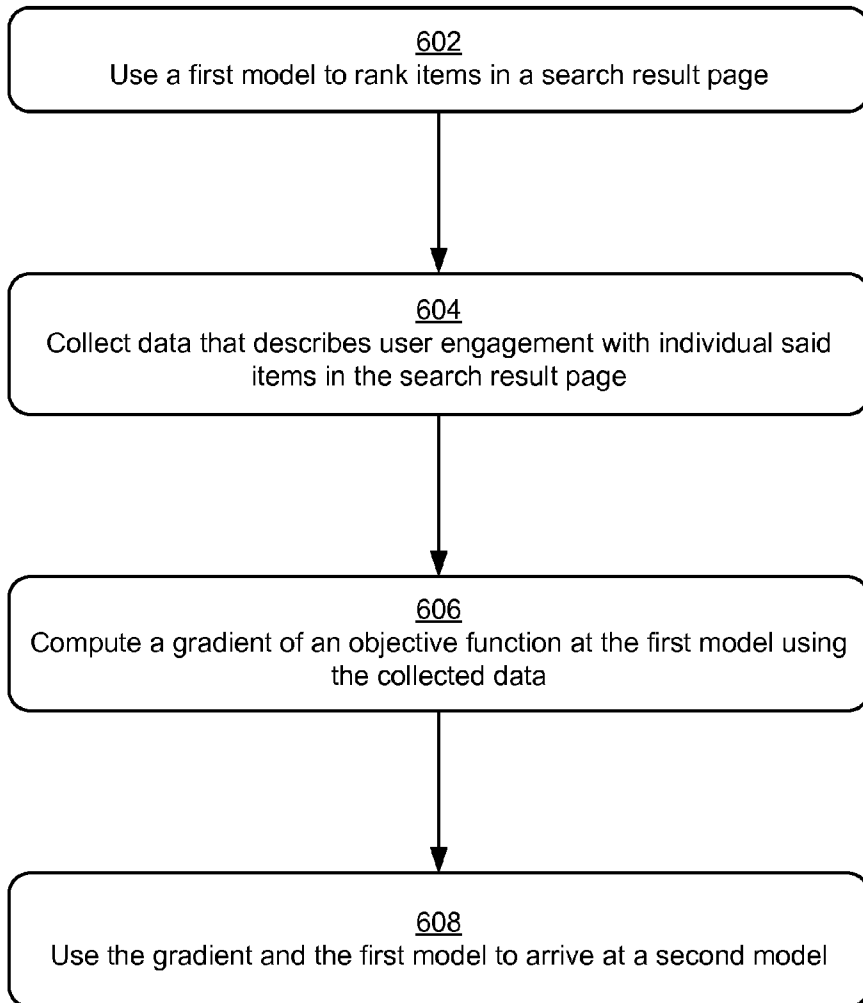 602
Use a first model to rank items in a search result page
604
Collect data that describes user engagement with individual said
items in the search result page
606
Compute a gradient of an objective function at the first model using
the collected data
608
Use the gradient and the first model to arrive at a second model